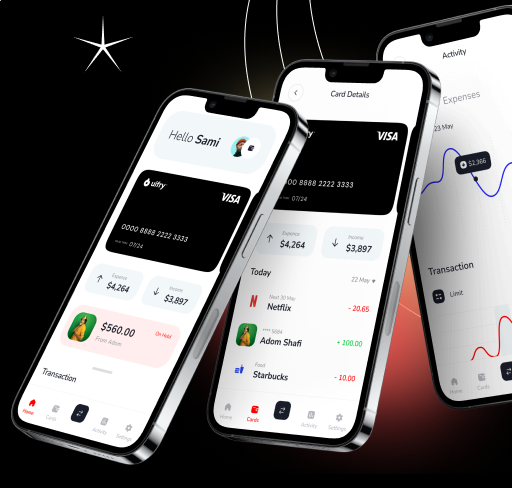 Hello Sami
uifry
VISA
0000 8888 2222 3333
07/24
Expense
$4,264
Income
$3,897
$560.00
On Hold
From Adom
Transaction
Home
Cards
Activity
Settings
Card Details
VISA
8888 2222 3333
07/24
Expense
$4,264
Income
$3,897
Today
22 May
Next 30 May
Netflix
- 20.65
Adom Shafi
+ 100.00
Food
Starbucks
- 10,00
Home
Cards
Activity
Settings
Activity
Expenses
23 May
$2,366
Transaction
Limit
Home
Cards